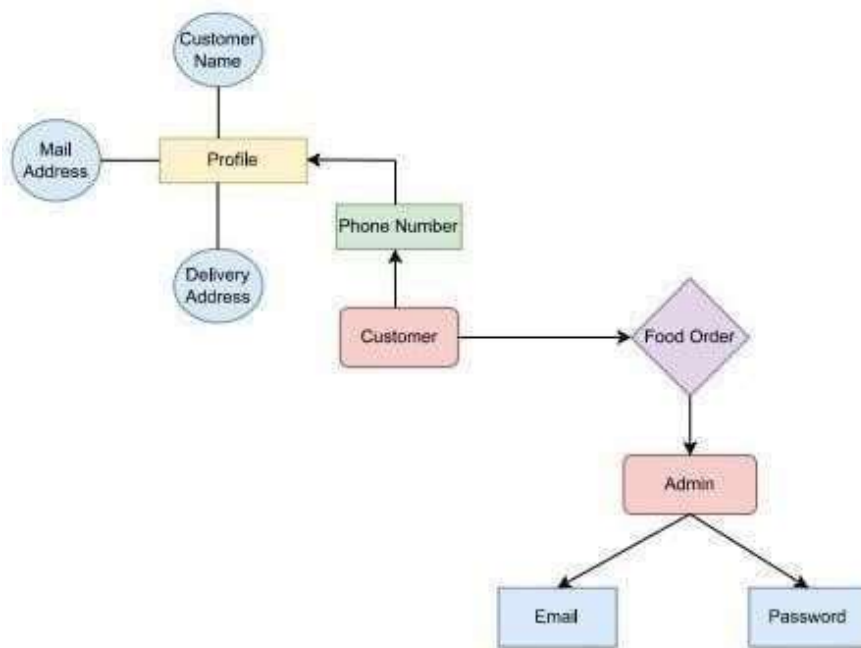 Customer
Name
Mail
Address
Profile
Phone Number
Delivery
Address
Customer
Food Order
Admin
Email
Password